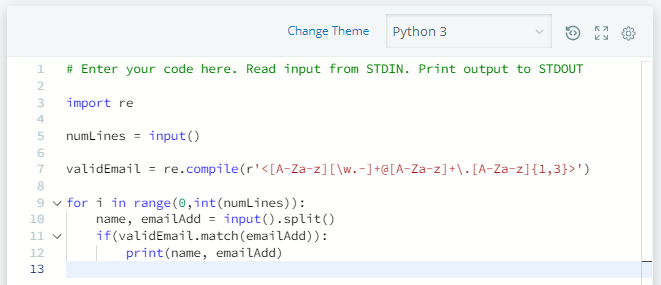 Change Theme Python 3
1 # Enter your code here. Read input from STDIN. Print output to STDOUT
2
3 import re
4
5 numLines = input()
6
7 validEmail = re.compile(r'<[A-Za-z][\w.-]+@[A-Za-z]+\.[A-Za-z]{1,3}>')
8
9 for i in range(0,int(numLines)):
10     name, emailAdd = input().split()
11     if(validEmail.match(emailAdd)):
12         print(name, emailAdd)
13